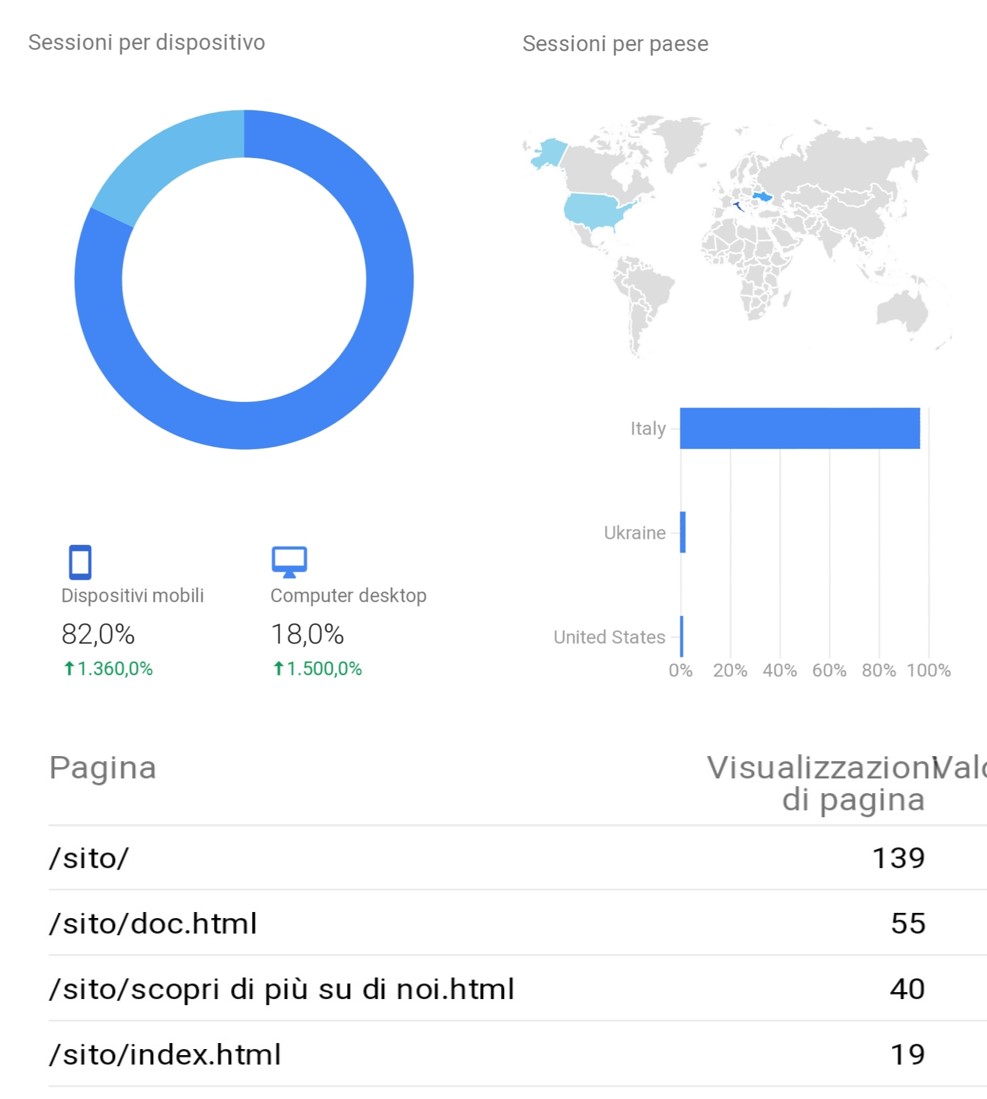 Sessioni per dispositivo
Dispositivi mobili
82,0%
1.360,0%
Computer desktop
18,0%
1.500,0%
Sessioni per paese
Italy
Ukraine
United States
0% 20% 40% 60% 80% 100%
Pagina Visualizzazioni
di pagina
/sito/ 139
/sito/doc.html 55
/sito/scopri di più su di noi.html 40
/sito/index.html 19